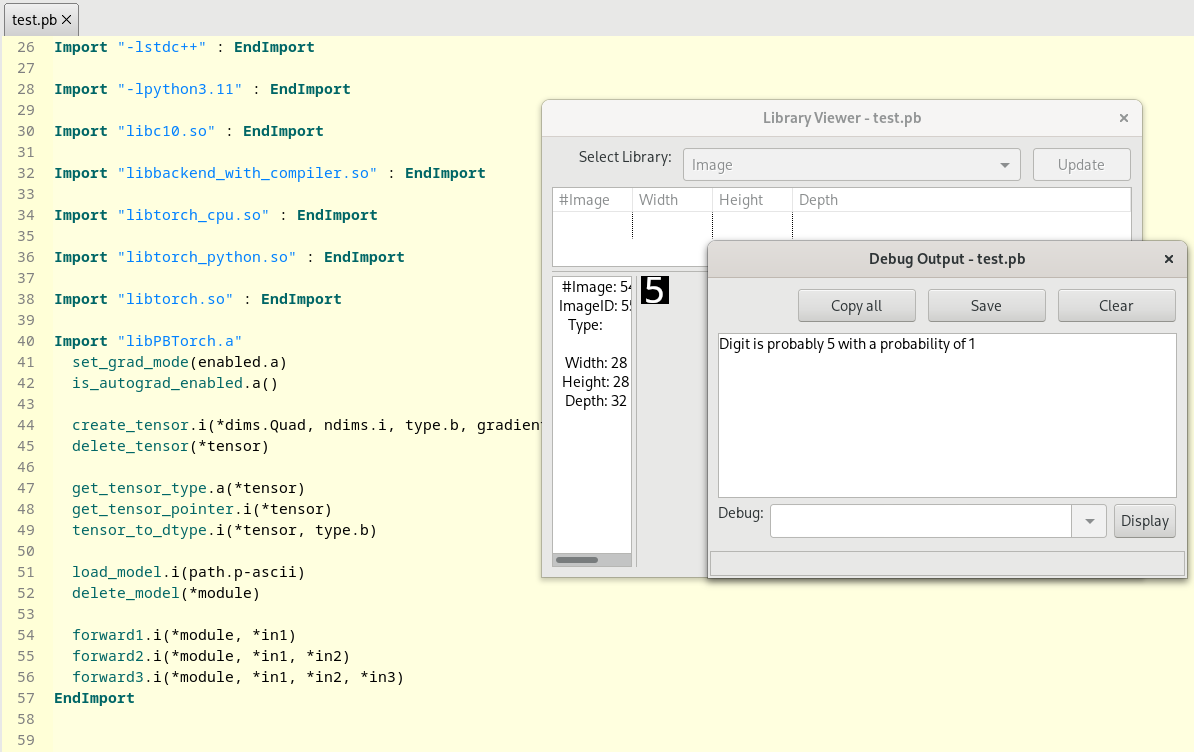 test.pb ×
26 Import "-lstdc++" : EndImport
27
28 Import "-lpython3.11" : EndImport
29
30 Import "libc10.so" : EndImport
31
32 Import "libbackend_with_compiler.so" : EndImport
33
34 Import "libtorch_cpu.so" : EndImport
35
36 Import "libtorch_python.so" : EndImport
37
38 Import "libtorch.so" : EndImport
39
40 Import "libPBTorch.a"
41 set_grad_mode(enabled.a)
42 is_autograd_enabled.a()
43
44 create_tensor.i(*dims.Quad, ndims.i, type.b, gradient
45 delete_tensor(*tensor)
46
47 get_tensor_type.a(*tensor)
48 get_tensor_pointer.i(*tensor)
49 tensor_to_dtype.i(*tensor, type.b)
50
51 load_model.i(path.p-ascii)
52 delete_model(*module)
53
54 forward1.i(*module, *in1)
55 forward2.i(*module, *in1, *in2)
56 forward3.i(*module, *in1, *in2, *in3)
57 EndImport
58
59
Library Viewer - test.pb ×
Select Library: Image Update
#Image Width Height Depth
#Image: 54
ImageID: 55
Type:
Width: 28
Height: 28
Depth: 32
5
Debug Output - test.pb ×
Copy all Save Clear
Digit is probably 5 with a probability of 1
Debug: Display